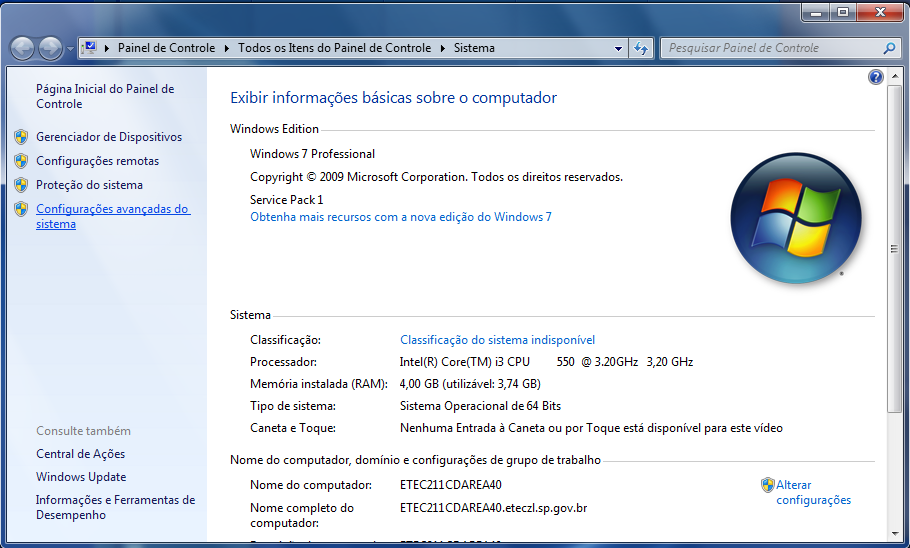 Painel de Controle Todos os Itens do Painel de Controle Sistema
Pesquisar Painel de Controle
Página Inicial do Painel de
Controle
Gerenciador de Dispositivos
Configurações remotas
Proteção do sistema
Configurações avançadas do
sistema
Consulte também
Central de Ações
Windows Update
Informações e Ferramentas de
Desempenho
Exibir informações básicas sobre o computador
Windows Edition
Windows 7 Professional
Copyright © 2009 Microsoft Corporation. Todos os direitos reservados.
Service Pack 1
Obtenha mais recursos com a nova edição do Windows 7
Sistema
Classificação: Classificação do sistema indisponível
Processador: Intel(R) Core(TM) i3 CPU 550 @ 3.20GHz 3,20 GHz
Memória instalada (RAM): 4,00 GB (utilizável: 3,74 GB)
Tipo de sistema: Sistema Operacional de 64 Bits
Caneta e Toque: Nenhuma Entrada à Caneta ou por Toque está disponível para este vídeo
Nome do computador, domínio e configurações de grupo de trabalho
Nome do computador: ETEC211CDAREA40
Alterar
configurações
Nome completo do
computador:
ETEC211CDAREA40.eteczl.sp.gov.br